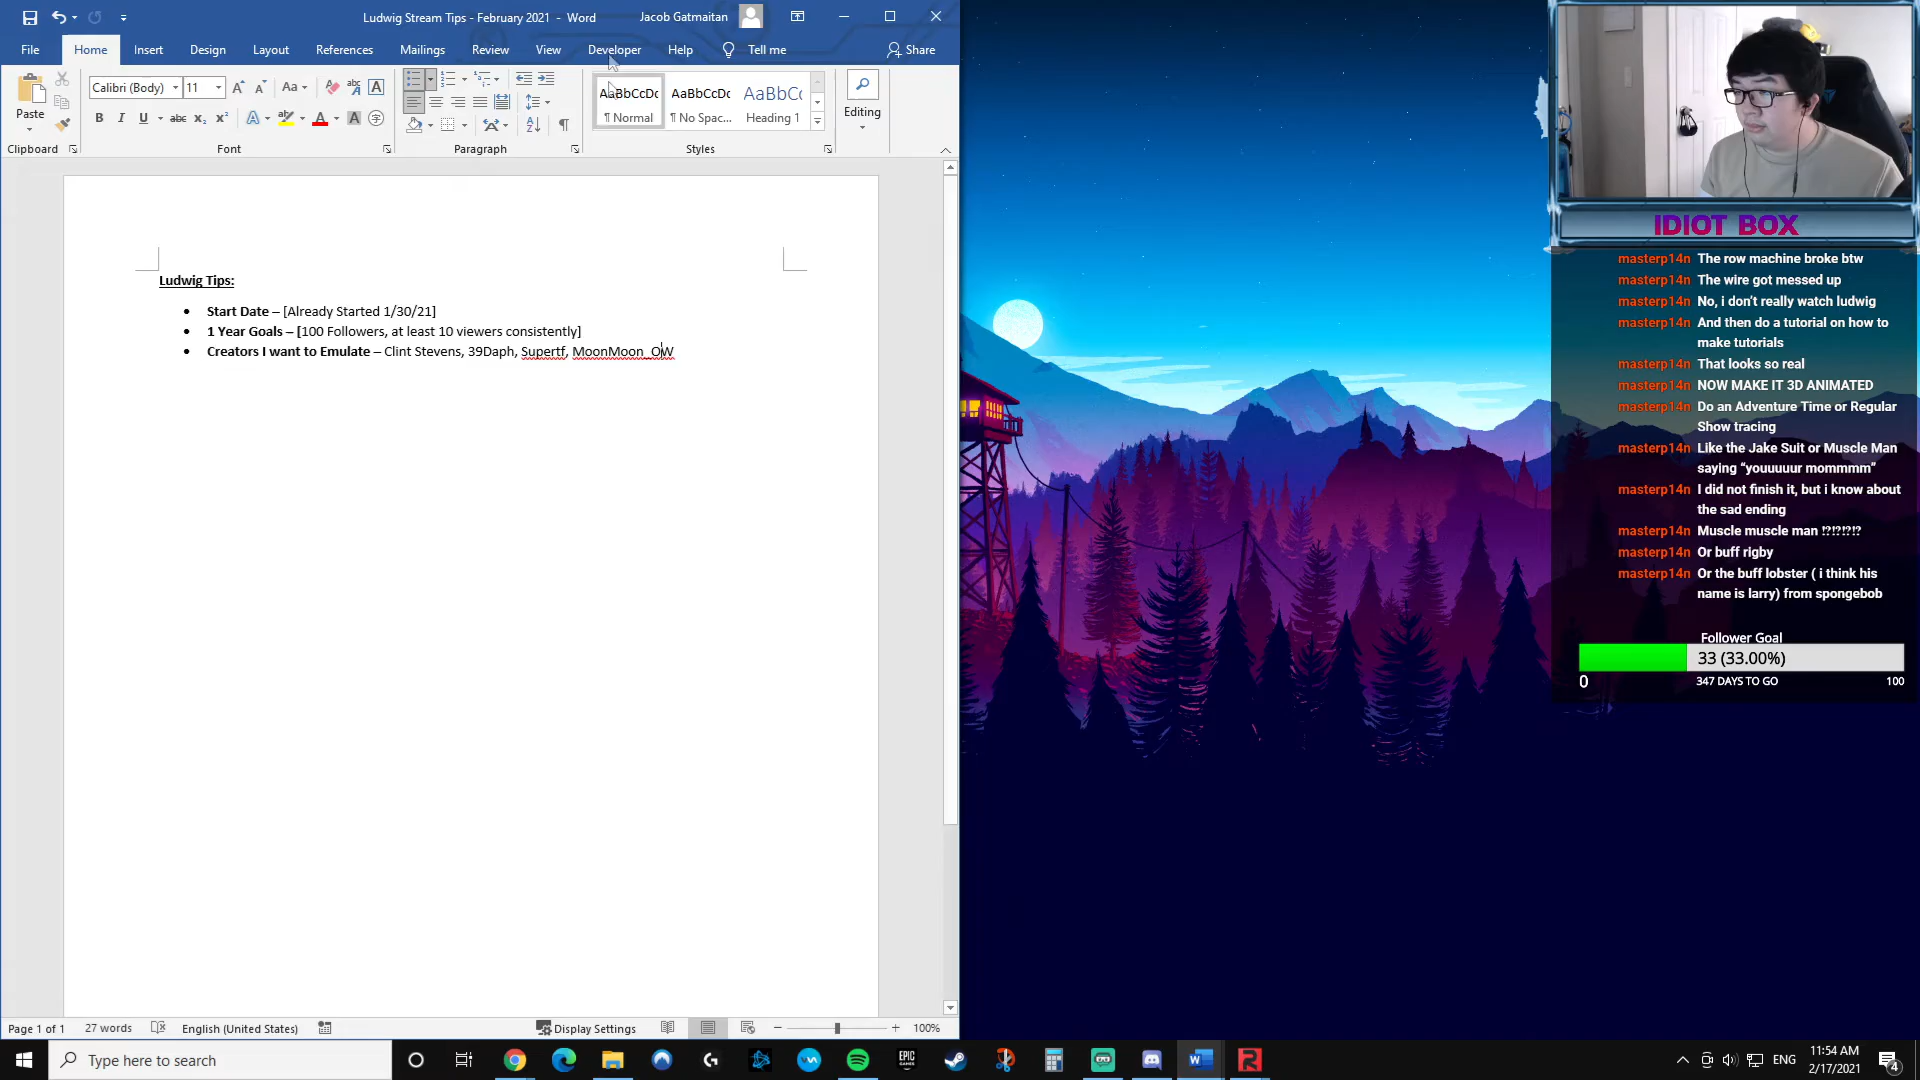 Ludwig Stream Tips - February 2021 - Word
Jacob Gatmaitan
File Home Insert Design Layout References Mailings Review View Developer Help Tell me Share
Paste
Calibri (Body) 11
AaBbCcDc AaBbCcDc AaBbCc
¶ Normal ¶ No Spac... Heading 1
Editing
Clipboard Font Paragraph Styles
Ludwig Tips:
• Start Date – [Already Started 1/30/21]
• 1 Year Goals – [100 Followers, at least 10 viewers consistently]
• Creators I want to Emulate – Clint Stevens, 39Daph, Supertf, MoonMoon_OW
Page 1 of 1 27 words English (United States) Display Settings 100%
IDIOT BOX
masterp14n The row machine broke btw
masterp14n The wire got messed up
masterp14n No, i don't really watch ludwig
masterp14n And then do a tutorial on how to
make tutorials
masterp14n That looks so real
masterp14n NOW MAKE IT 3D ANIMATED
masterp14n Do an Adventure Time or Regular
Show tracing
masterp14n Like the Jake Suit or Muscle Man
saying “youuuuur mommmm”
masterp14n I did not finish it, but i know about
the sad ending
masterp14n Muscle muscle man !?!?!?!?
masterp14n Or buff rigby
masterp14n Or the buff lobster ( i think his
name is larry) from spongebob
Follower Goal
33 (33.00%)
0 347 DAYS TO GO 100
Type here to search
EPIC GAMES
ENG
11:54 AM
2/17/2021
4